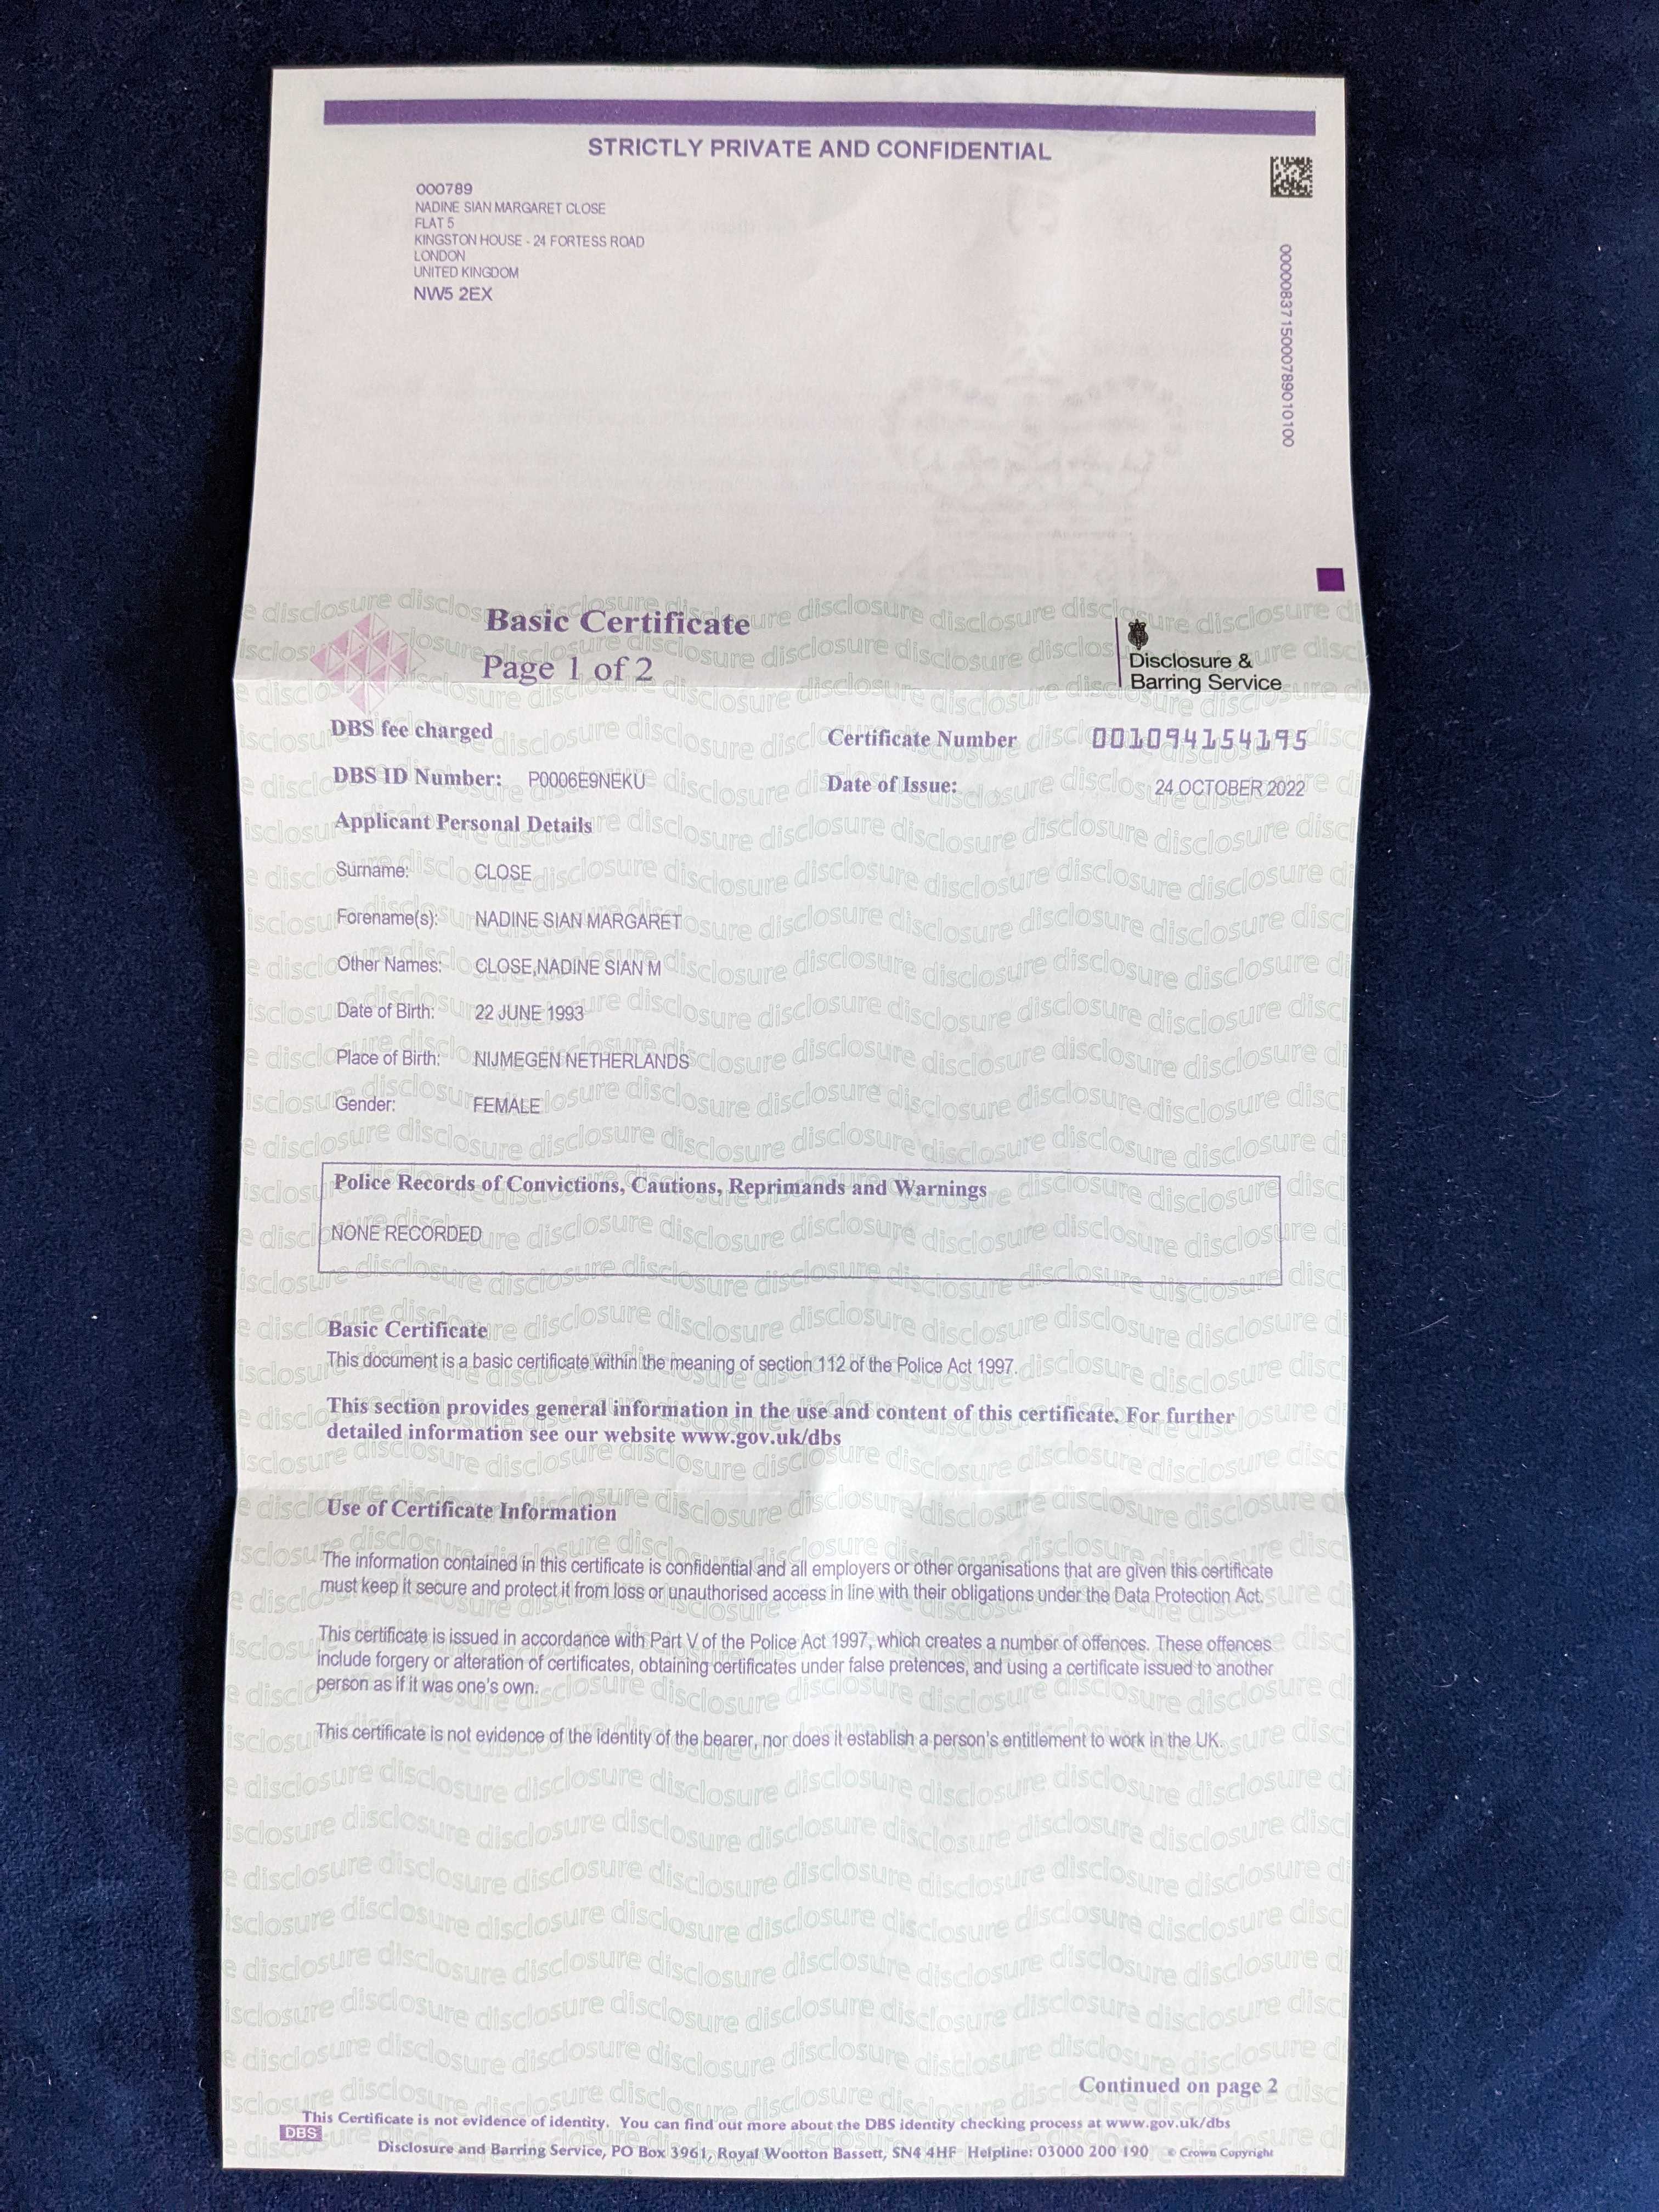 STRICTLY PRIVATE AND CONFIDENTIAL
000789
NADINE SIAN MARGARET CLOSE
FLAT 5
KINGSTON HOUSE - 24 FORTESS ROAD
LONDON
UNITED KINGDOM
NW5 2EX
0000083715000789010100
Basic Certificate
Page 1 of 2
Disclosure &
Barring Service
DBS fee charged
Certificate Number 001094154195
DBS ID Number: P0006E9NEKU
Date of Issue: 24 OCTOBER 2022
Applicant Personal Details
Surname: CLOSE
Forename(s): NADINE SIAN MARGARET
Other Names: CLOSE,NADINE SIAN M
Date of Birth: 22 JUNE 1993
Place of Birth: NIJMEGEN NETHERLANDS
Gender: FEMALE
Police Records of Convictions, Cautions, Reprimands and Warnings
NONE RECORDED
Basic Certificate
This document is a basic certificate within the meaning of section 112 of the Police Act 1997.
This section provides general information in the use and content of this certificate. For further
detailed information see our website www.gov.uk/dbs
Use of Certificate Information
The information contained in this certificate is confidential and all employers or other organisations that are given this certificate
must keep it secure and protect it from loss or unauthorised access in line with their obligations under the Data Protection Act.
This certificate is issued in accordance with Part V of the Police Act 1997, which creates a number of offences. These offences
include forgery or alteration of certificates, obtaining certificates under false pretences, and using a certificate issued to another
person as if it was one's own.
This certificate is not evidence of the identity of the bearer, nor does it establish a person's entitlement to work in the UK.
Continued on page 2
This Certificate is not evidence of identity. You can find out more about the DBS identity checking process at www.gov.uk/dbs
DBS
Disclosure and Barring Service, PO Box 3961, Royal Wootton Bassett, SN4 4HF Helpline: 03000 200 190 © Crown Copyright